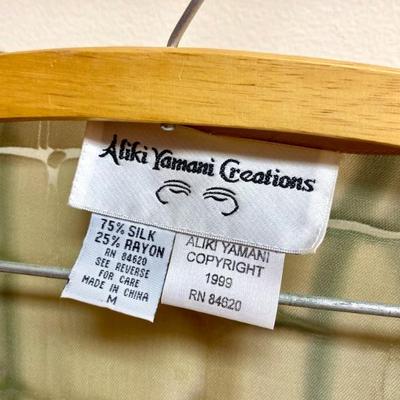 Aliki Yamani Creations
75% SILK
25% RAYON
RN 84620
SEE REVERSE
FOR CARE
MADE IN CHINA
M
ALIKI YAMANI
COPYRIGHT
1999
RN 84620